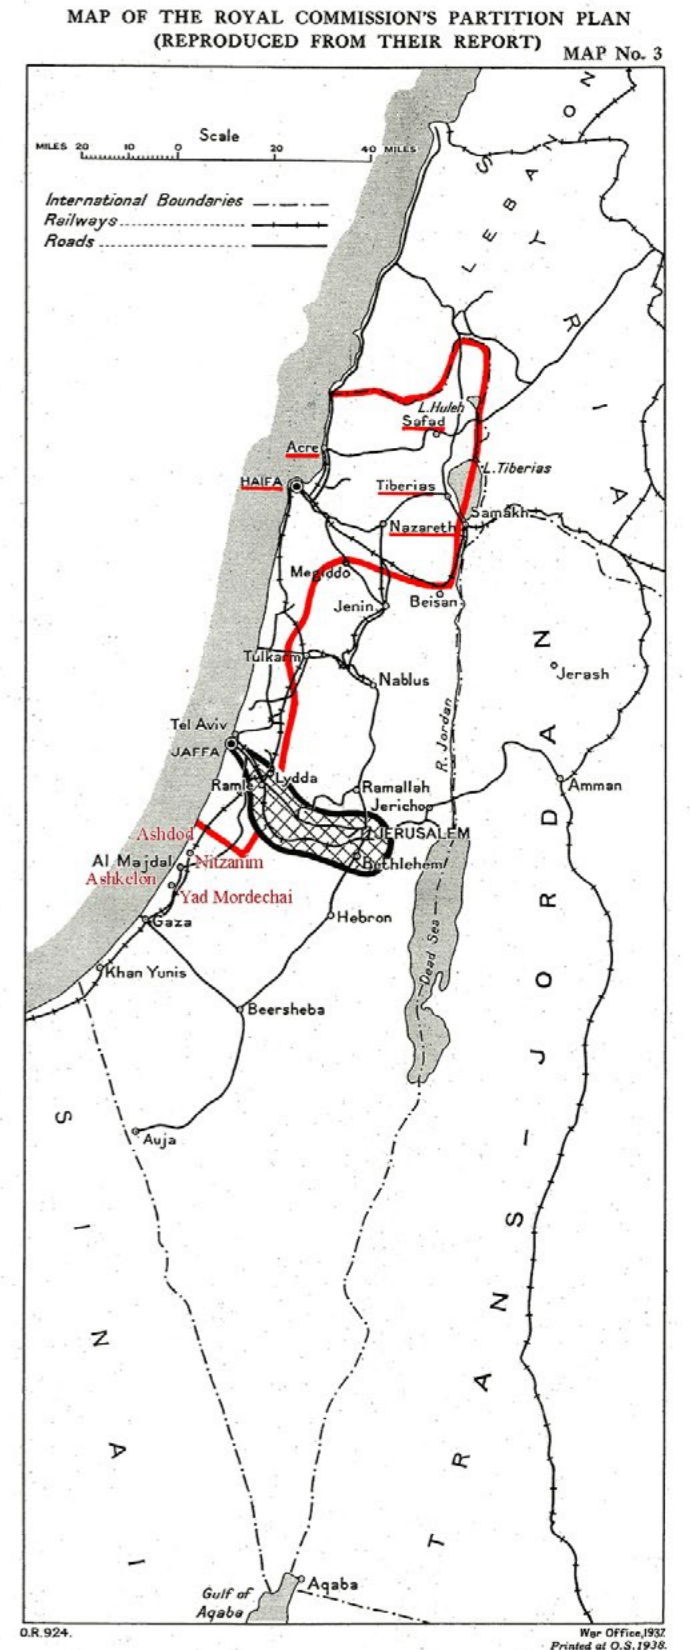 MAP OF THE ROYAL COMMISSION'S PARTITION PLAN
(REPRODUCED FROM THEIR REPORT)
MAP No. 3
Scale
MILES 20 10 0 20 40 MILES
International Boundaries
Railways
Roads
LEBANON
SYRIA
L. Huleh
Safad
Acre
L. Tiberias
HAIFA
Tiberias
Samakh
Nazareth
Megiddo
Jenin
Beisan
Tulkarm
Jerash
Nablus
R. Jordan
Tel Aviv
JAFFA
Lydda
Ramle
Ramallah
Amman
Jericho
Ashdod
JERUSALEM
Al Majdal
Nitzanim
Bethlehem
Ashkelon
Yad Mordechai
Gaza
Hebron
Dead Sea
Khan Yunis
Beersheba
Auja
SINAI
TRANS-JORDAN
Gulf of
Aqaba
Aqaba
O.R. 924.
War Office, 1937.
Printed at O.S. 1938.